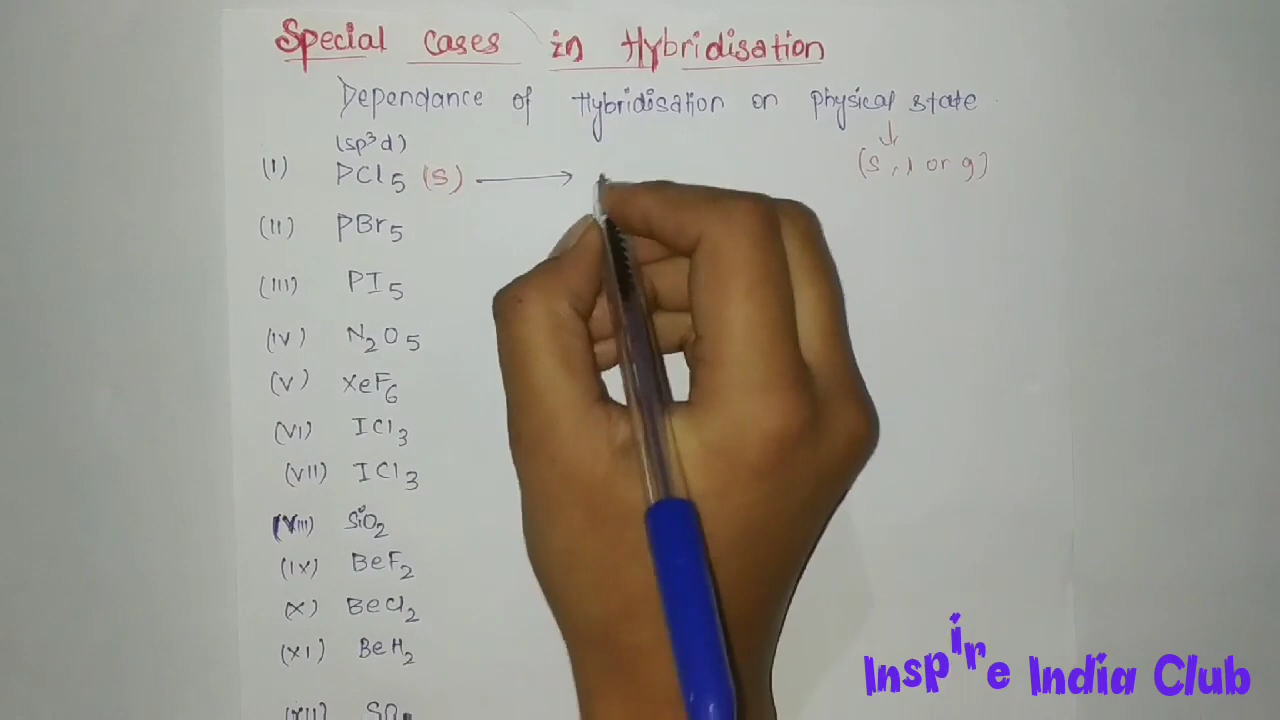 Special cases in Hybridisation
Dependance of Hybridisation on physical state
(sp³d)
(s, l or g)
(I) PCl₅ (s) →
(II) PBr₅
(III) PI₅
(IV) N₂O₅
(V) XeF₆
(VI) ICl₃
(VII) ICl₃
(VIII) SiO₂
(IX) BeF₂
(X) BeCl₂
(XI) BeH₂
(XII)
Inspire India Club